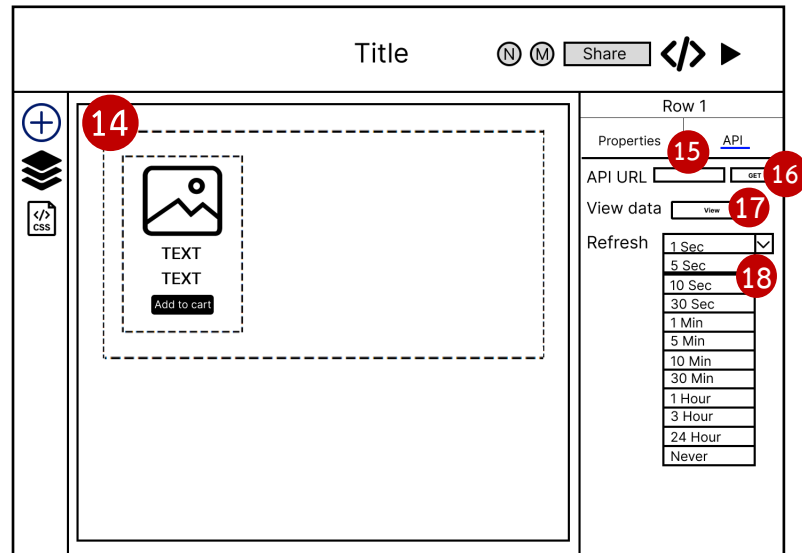 Title
N M Share </>
14
Row 1
Properties API
15
API URL GET 16
View data View 17
Refresh 1 Sec
5 Sec
18
10 Sec
30 Sec
1 Min
5 Min
10 Min
30 Min
1 Hour
3 Hour
24 Hour
Never
</>
CSS
TEXT
TEXT
Add to cart